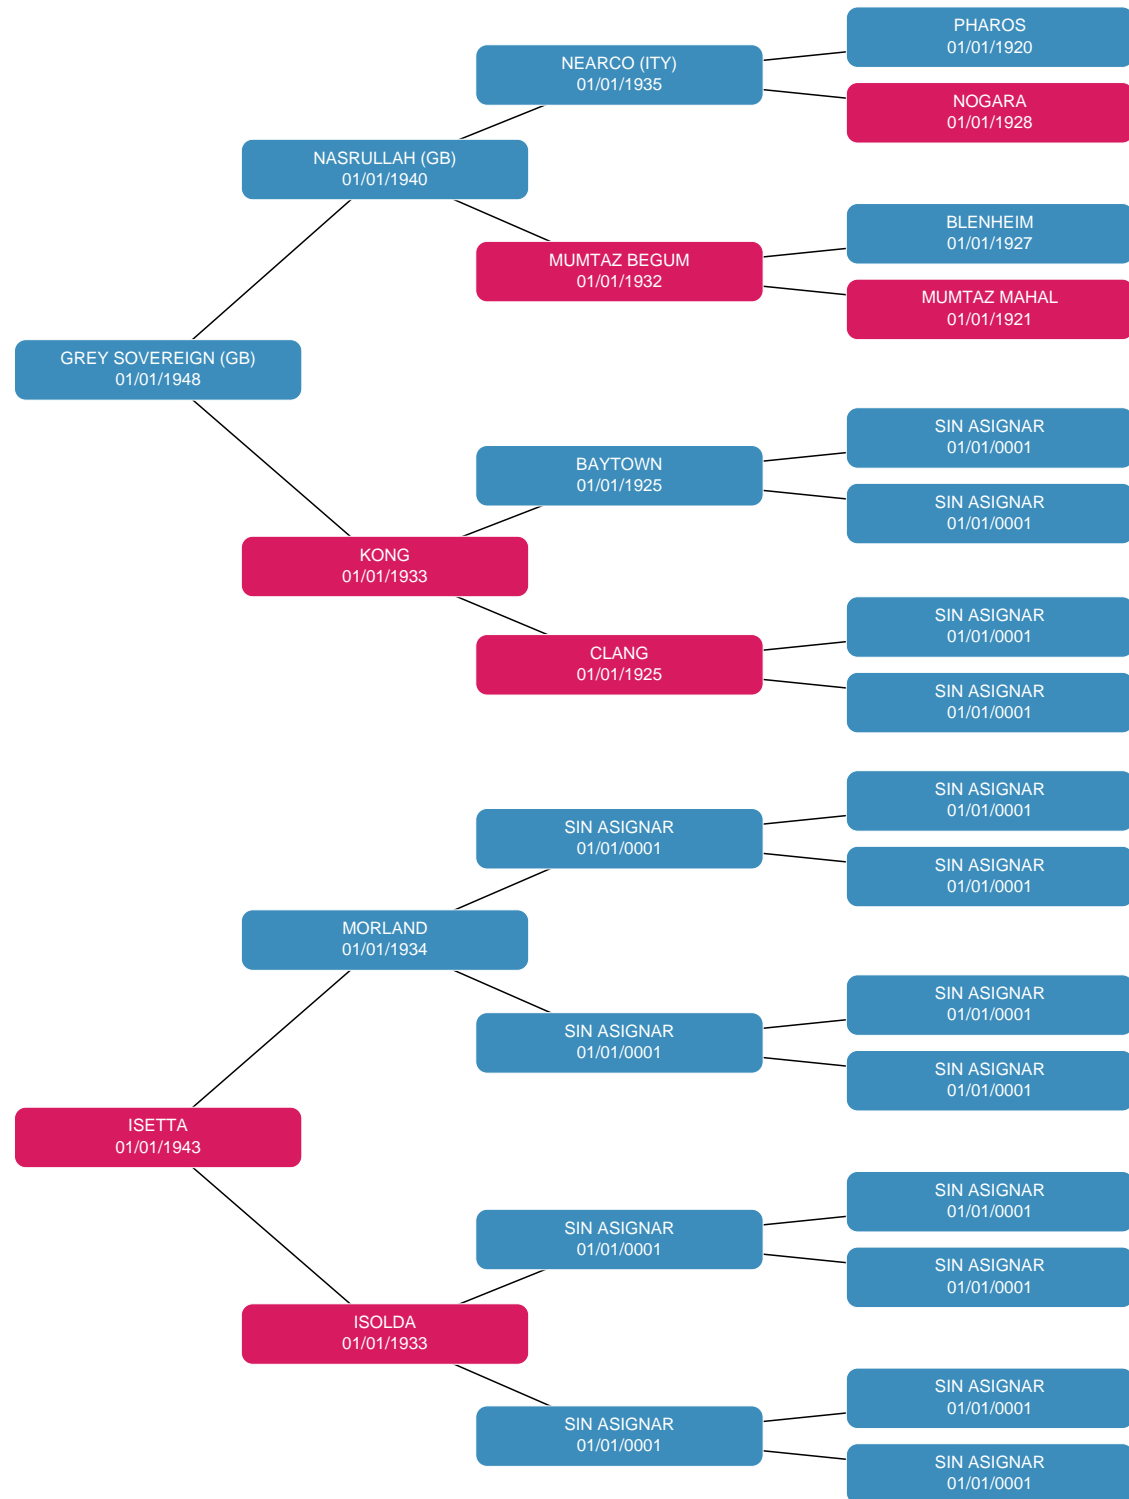 PHAROS
01/01/1920
NEARCO (ITY)
01/01/1935
NOGARA
01/01/1928
NASRULLAH (GB)
01/01/1940
BLENHEIM
01/01/1927
MUMTAZ BEGUM
01/01/1932
MUMTAZ MAHAL
01/01/1921
GREY SOVEREIGN (GB)
01/01/1948
SIN ASIGNAR
01/01/0001
BAYTOWN
01/01/1925
SIN ASIGNAR
01/01/0001
KONG
01/01/1933
SIN ASIGNAR
01/01/0001
CLANG
01/01/1925
SIN ASIGNAR
01/01/0001
SIN ASIGNAR
01/01/0001
SIN ASIGNAR
01/01/0001
SIN ASIGNAR
01/01/0001
MORLAND
01/01/1934
SIN ASIGNAR
01/01/0001
SIN ASIGNAR
01/01/0001
SIN ASIGNAR
01/01/0001
ISETTA
01/01/1943
SIN ASIGNAR
01/01/0001
SIN ASIGNAR
01/01/0001
SIN ASIGNAR
01/01/0001
ISOLDA
01/01/1933
SIN ASIGNAR
01/01/0001
SIN ASIGNAR
01/01/0001
SIN ASIGNAR
01/01/0001